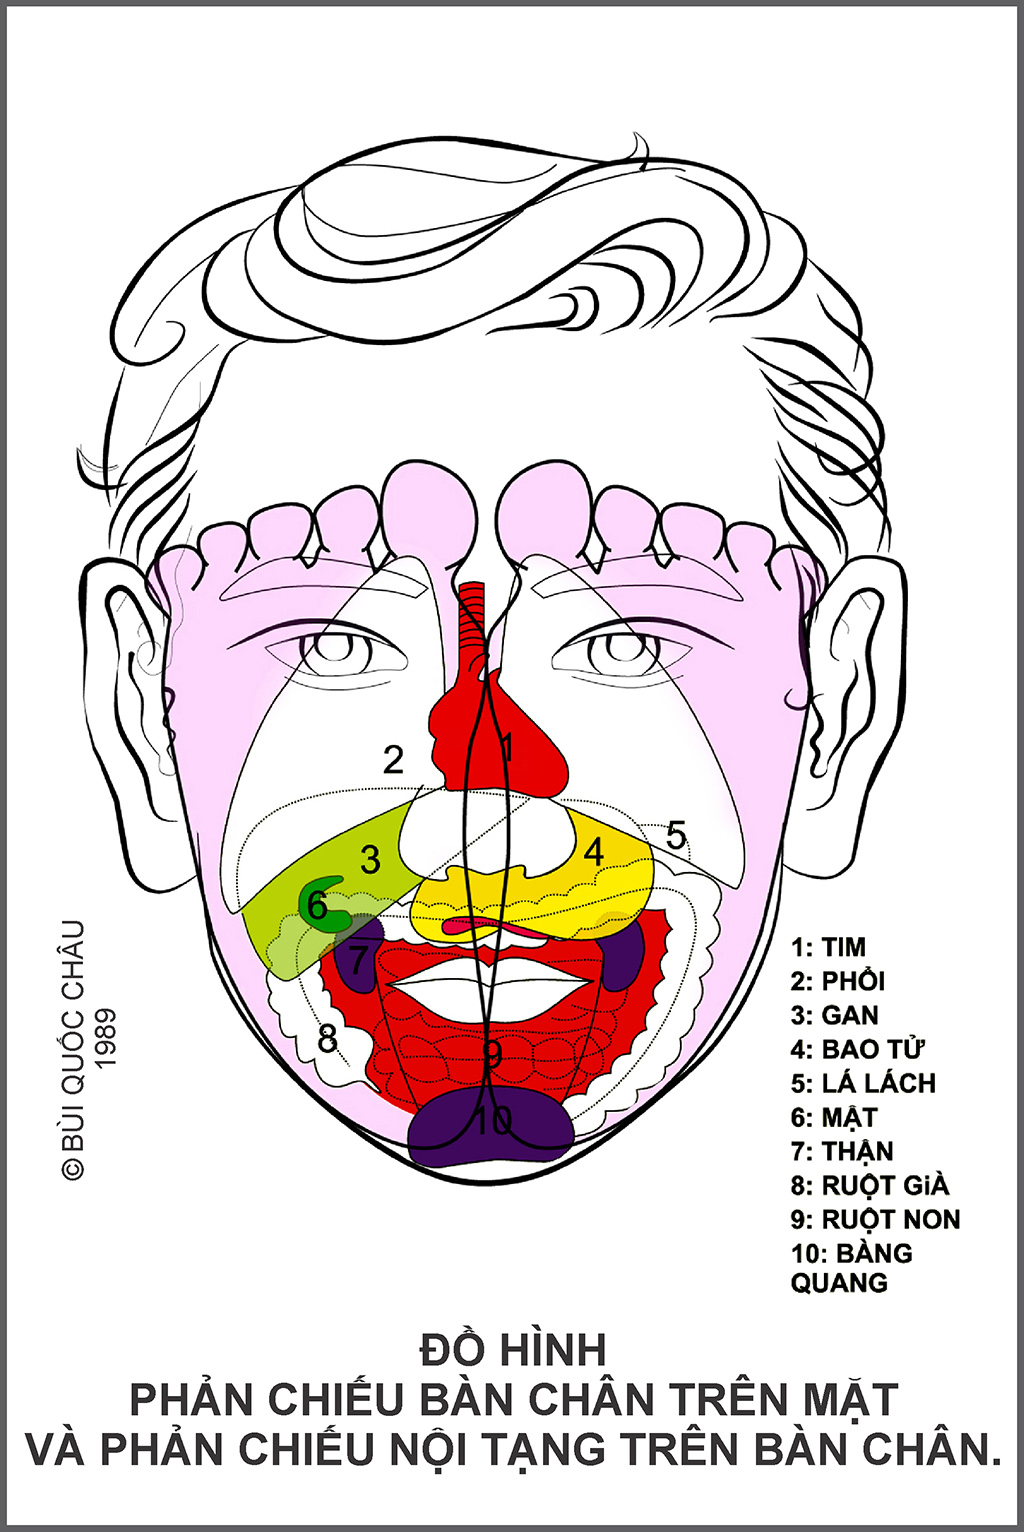 1
2
3
4
5
6
7
8
9
10
© BÙI QUỐC CHÂU
1989
1: TIM
2: PHỔI
3: GAN
4: BAO TỬ
5: LÁ LÁCH
6: MẬT
7: THẬN
8: RUỘT GiÀ
9: RUỘT NON
10: BÀNG
QUANG
ĐỒ HÌNH
PHẢN CHIẾU BÀN CHÂN TRÊN MẶT
VÀ PHẢN CHIẾU NỘI TẠNG TRÊN BÀN CHÂN.